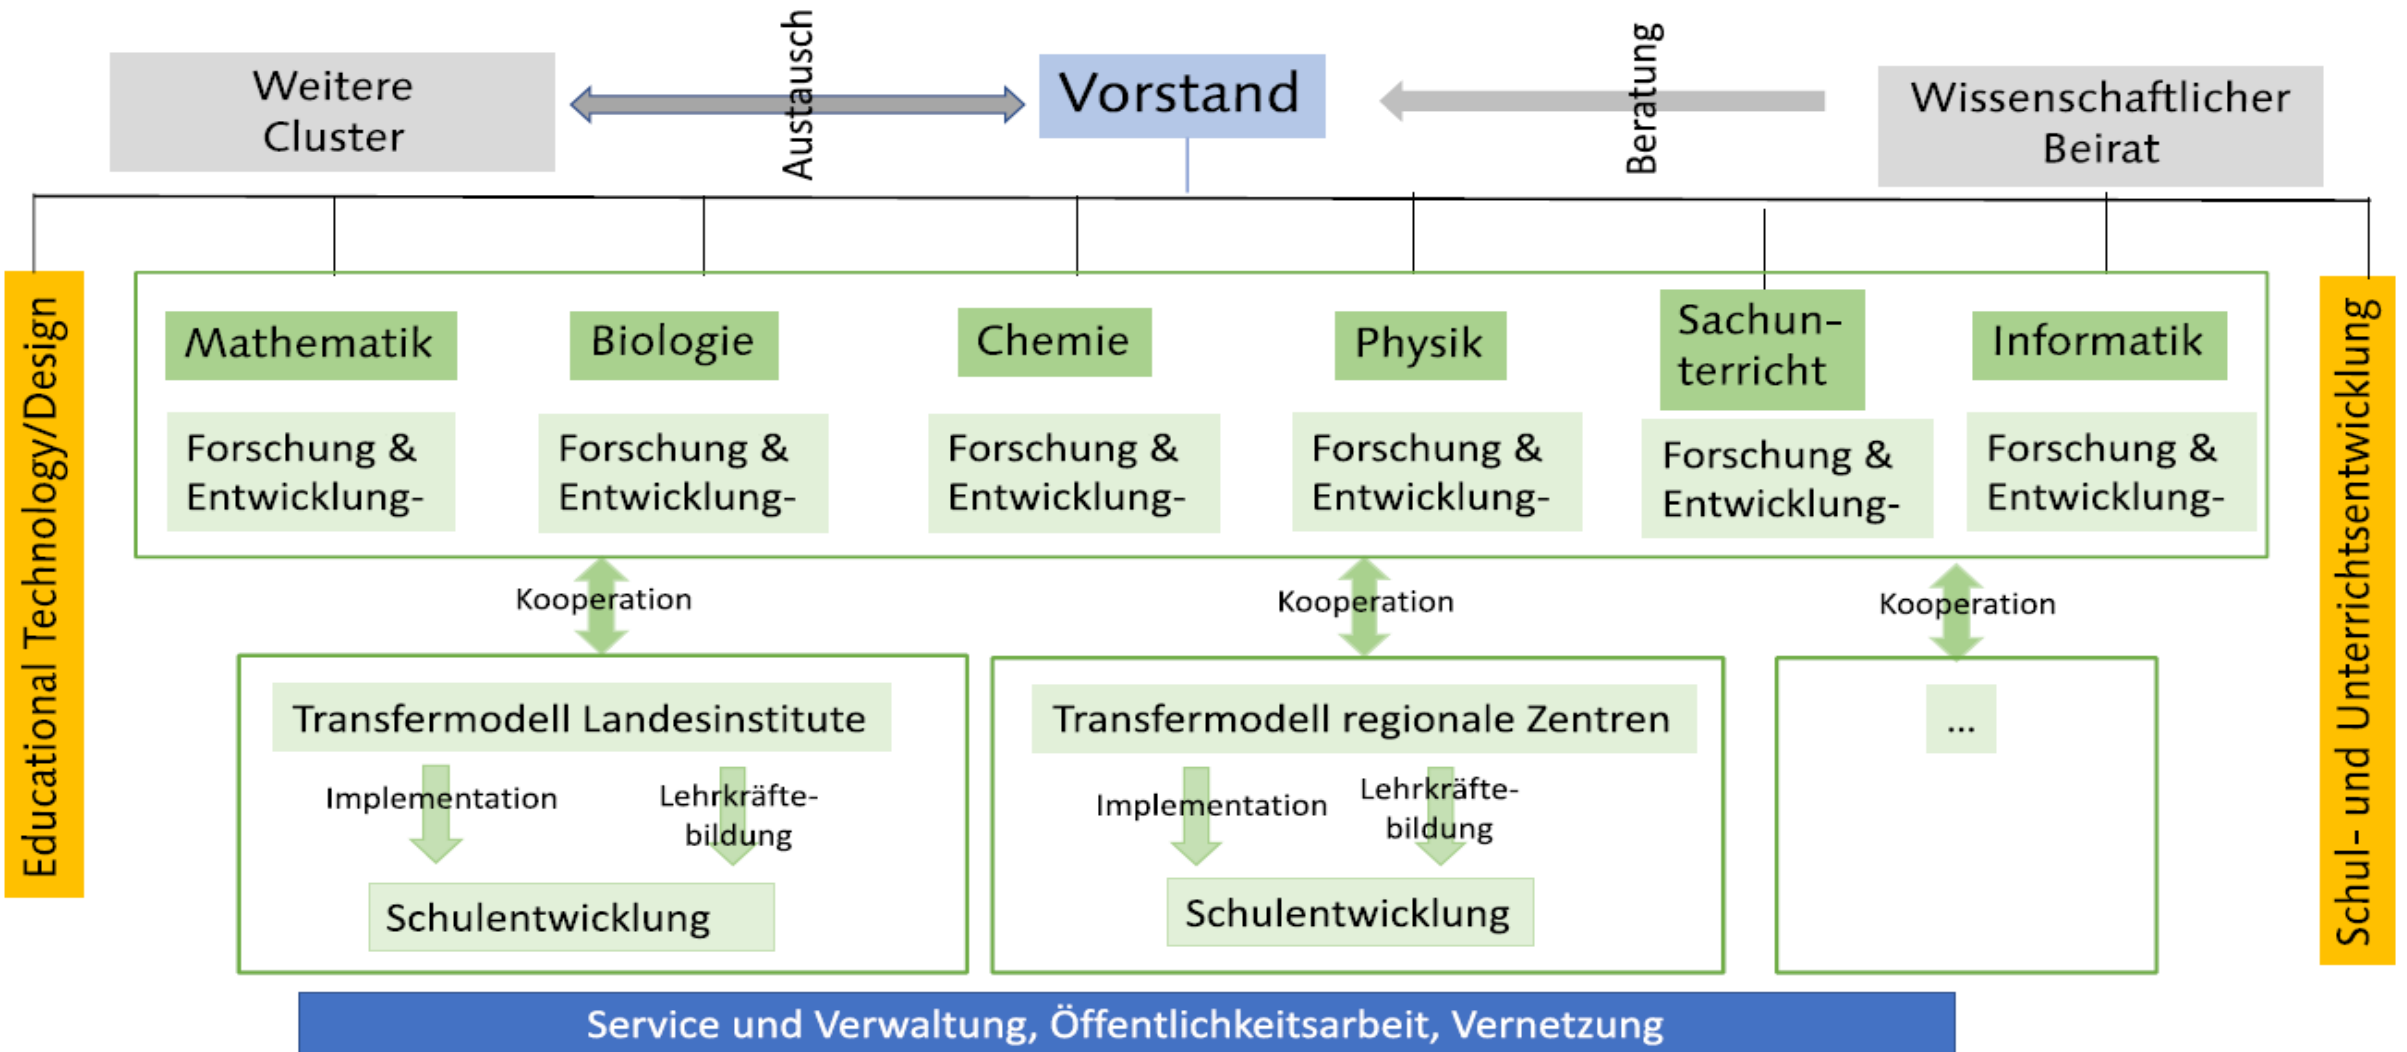 Weitere
Cluster
Austausch
Vorstand
Beratung
Wissenschaftlicher
Beirat
Educational Technology/Design
Mathematik
Biologie
Chemie
Physik
Sachun-
terricht
Informatik
Forschung &
Entwicklung-
Forschung &
Entwicklung-
Forschung &
Entwicklung-
Forschung &
Entwicklung-
Forschung &
Entwicklung-
Forschung &
Entwicklung-
Schul- und Unterrichtsentwicklung
Kooperation
Kooperation
Kooperation
Transfermodell Landesinstitute
Implementation
Lehrkräfte-
bildung
Schulentwicklung
Transfermodell regionale Zentren
Implementation
Lehrkräfte-
bildung
Schulentwicklung
...
Service und Verwaltung, Öffentlichkeitsarbeit, Vernetzung